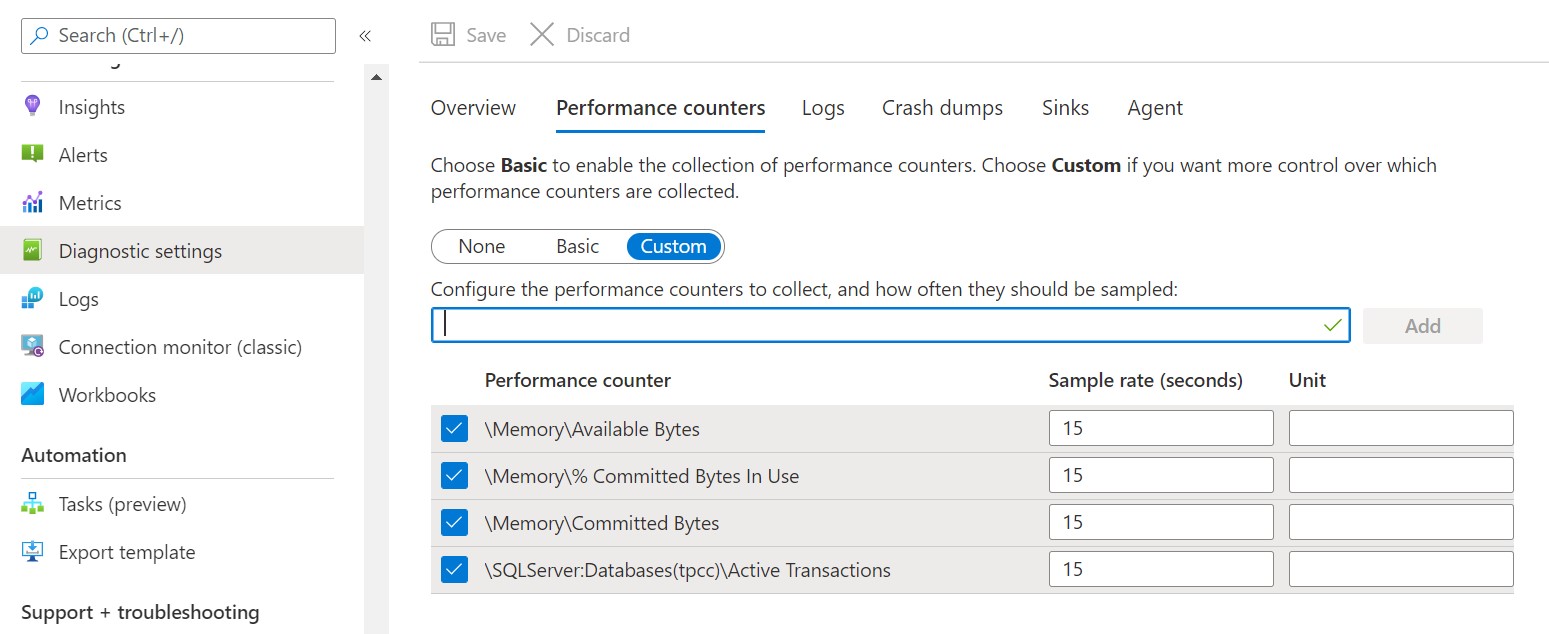 Search (Ctrl+/)
«
Insights
Alerts
Metrics
Diagnostic settings
Logs
Connection monitor (classic)
Workbooks
Automation
Tasks (preview)
Export template
Support + troubleshooting
Save Discard
Overview Performance counters Logs Crash dumps Sinks Agent
Choose Basic to enable the collection of performance counters. Choose Custom if you want more control over which
performance counters are collected.
None Basic Custom
Configure the performance counters to collect, and how often they should be sampled:
Add
Performance counter Sample rate (seconds) Unit
\Memory\Available Bytes 15
\Memory\% Committed Bytes In Use 15
\Memory\Committed Bytes 15
\SQLServer:Databases(tpcc)\Active Transactions 15